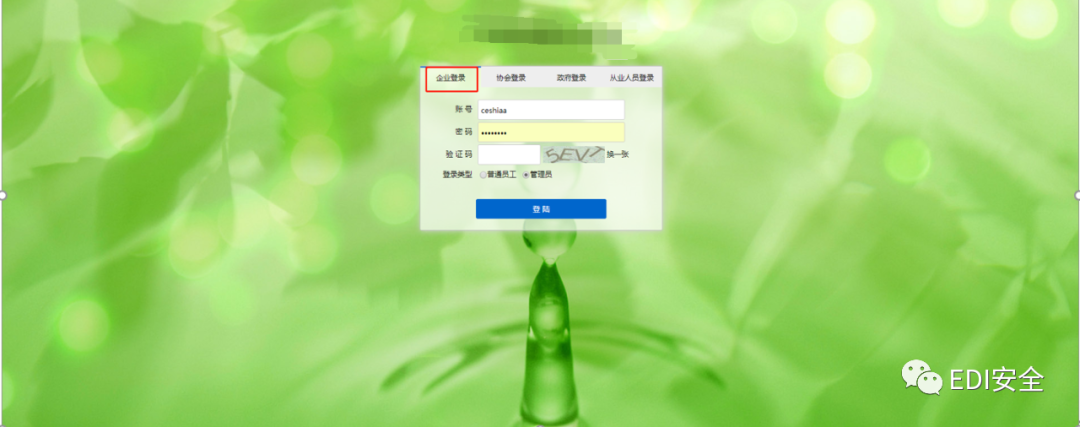 企业登录 协会登录 政府登录 从业人员登录
账 号 ceshiaa
密 码 ••••••••
验 证 码 5EV7 换一张
登录类型 普通员工 管理员
登 陆
EDI安全